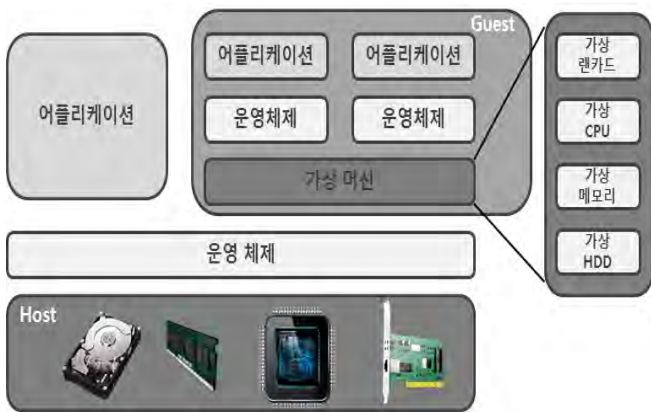 Guest
어플리케이션
어플리케이션
어플리케이션
운영체제
운영체제
가상 머신
가상
랜카드
가상
CPU
가상
메모리
가상
HDD
운영 체제
Host